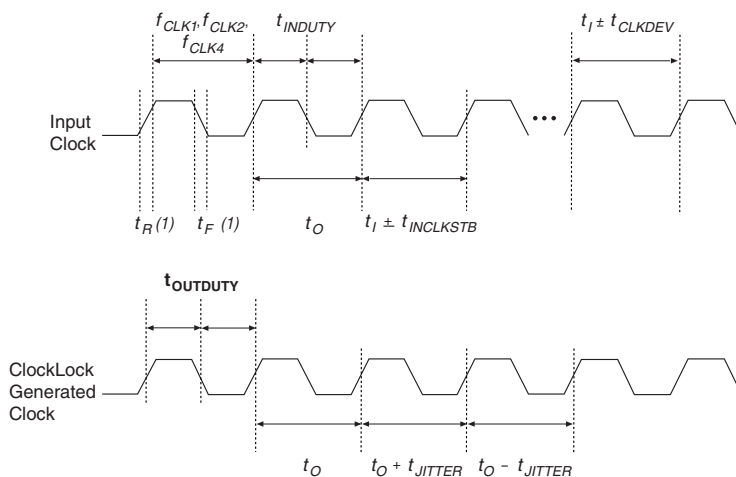 fCLK1, fCLK2,
fCLK4
tINDUTY
tI ± tCLKDEV
Input
Clock
tR (1)
tF (1)
tO
tI ± tINCLKSTB
tOUTDUTY
ClockLock
Generated
Clock
tO
tO + tJITTER
tO – tJITTER